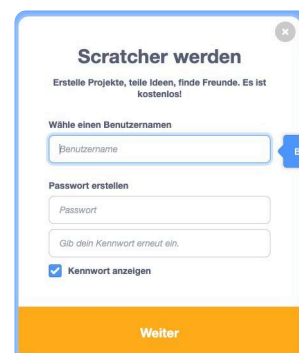 Scratcher werden
Erstelle Projekte, teile Ideen, finde Freunde. Es ist
kostenlos!
Wähle einen Benutzernamen
Benutzername
B
Passwort erstellen
Passwort
Gib dein Kennwort erneut ein.
Kennwort anzeigen
Weiter